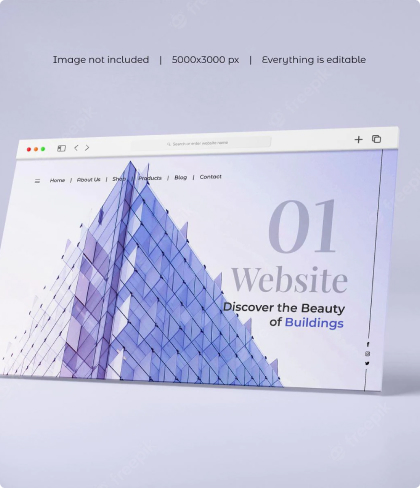 Image not included | 5000x3000 px | Everything is editable
Search or enter website name
Home | About Us | Shop | Products | Blog | Contact
01
Website
Discover the Beauty
of Buildings